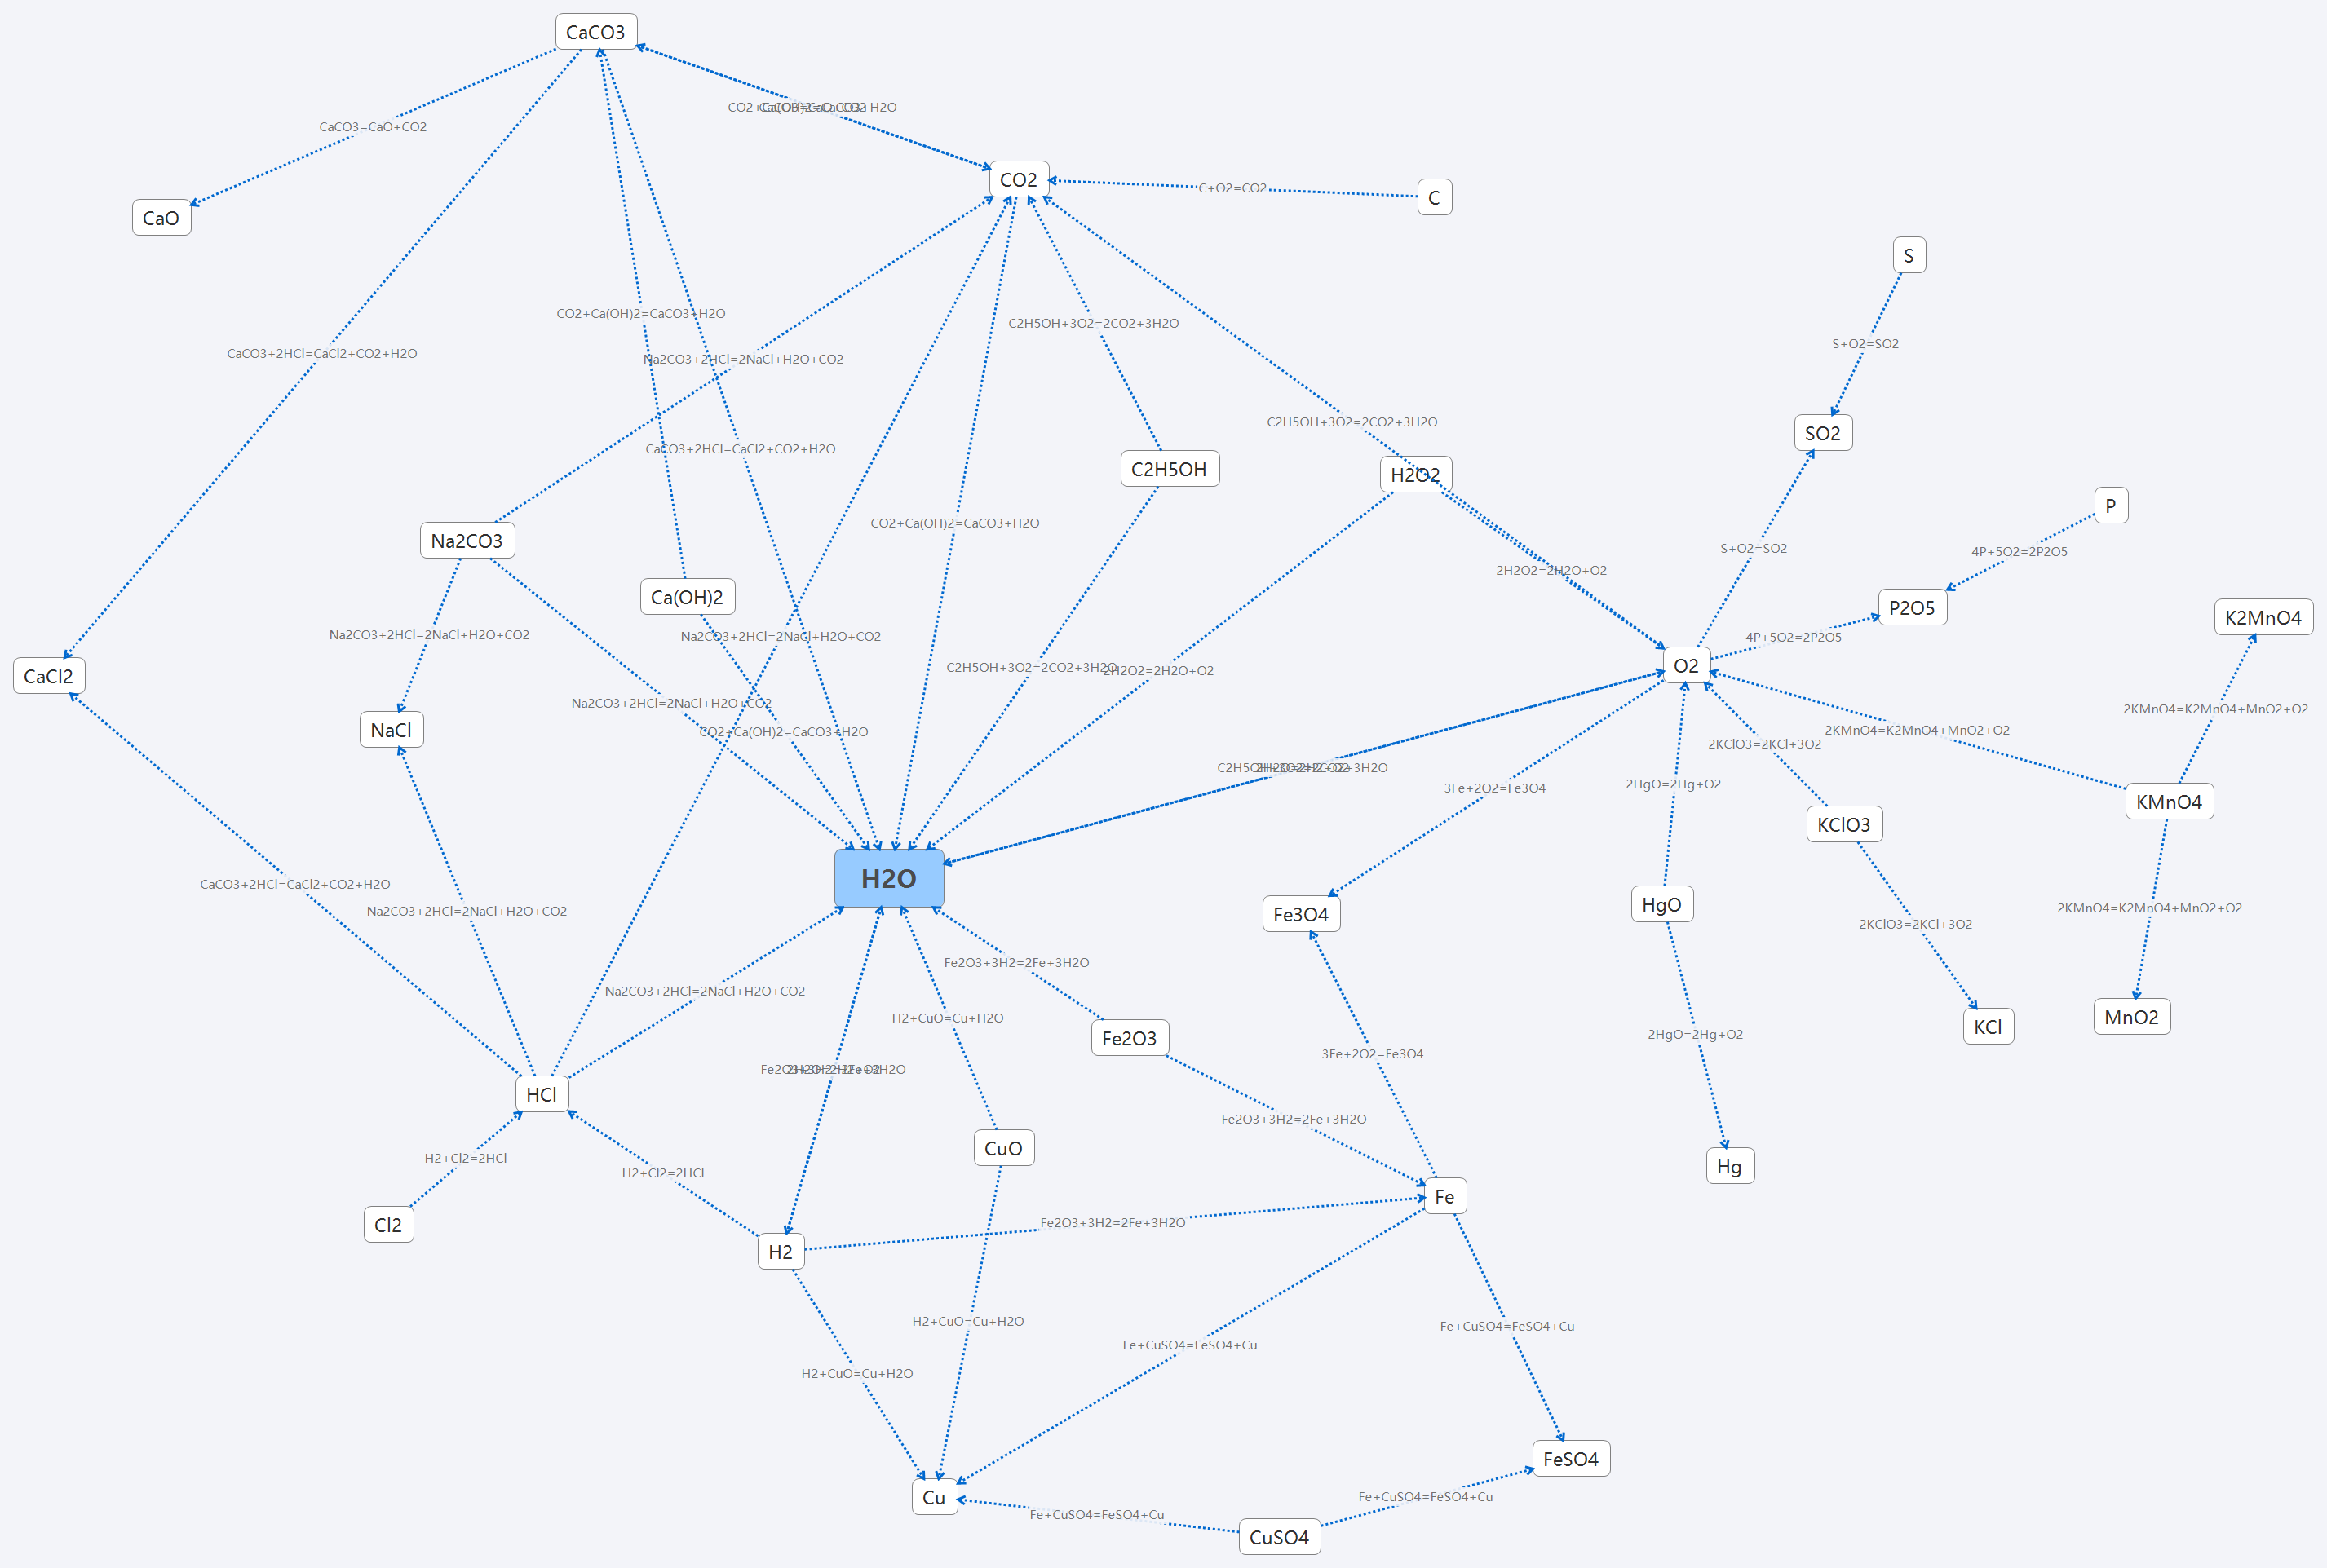 CaCO3
CO2+Ca(OH)2=CaCO3+H2O
CaCO3=CaO+CO2
CO2
C+O2=CO2
C
CaO
S
CO2+Ca(OH)2=CaCO3+H2O
C2H5OH+3O2=2CO2+3H2O
S+O2=SO2
CaCO3+2HCl=CaCl2+CO2+H2O
Na2CO3+2HCl=2NaCl+H2O+CO2
C2H5OH+3O2=2CO2+3H2O
SO2
CaCO3+2HCl=CaCl2+CO2+H2O
C2H5OH
H2O2
P
CO2+Ca(OH)2=CaCO3+H2O
Na2CO3
S+O2=SO2
4P+5O2=2P2O5
2H2O2=2H2O+O2
Ca(OH)2
P2O5
K2MnO4
Na2CO3+2HCl=2NaCl+H2O+CO2
Na2CO3+2HCl=2NaCl+H2O+CO2
4P+5O2=2P2O5
C2H5OH+3O2=2CO2+3H2O
2H2O2=2H2O+O2
O2
CaCl2
Na2CO3+2HCl=2NaCl+H2O+CO2
2KMnO4=K2MnO4+MnO2+O2
NaCl
CO2+Ca(OH)2=CaCO3+H2O
2KMnO4=K2MnO4+MnO2+O2
2KClO3=2KCl+3O2
C2H5OH+3O2=2CO2+3H2O
3Fe+2O2=Fe3O4
2HgO=2Hg+O2
KMnO4
KClO3
H2O
CaCO3+2HCl=CaCl2+CO2+H2O
Na2CO3+2HCl=2NaCl+H2O+CO2
Fe3O4
HgO
2KClO3=2KCl+3O2
2KMnO4=K2MnO4+MnO2+O2
Fe2O3+3H2=2Fe+3H2O
Na2CO3+2HCl=2NaCl+H2O+CO2
H2+CuO=Cu+H2O
Fe2O3
KCl
MnO2
2HgO=2Hg+O2
3Fe+2O2=Fe3O4
Fe2O3+3H2=2Fe+3H2O
HCl
Fe2O3+3H2=2Fe+3H2O
H2+Cl2=2HCl
CuO
Hg
H2+Cl2=2HCl
Fe
Cl2
Fe2O3+3H2=2Fe+3H2O
H2
H2+CuO=Cu+H2O
Fe+CuSO4=FeSO4+Cu
Fe+CuSO4=FeSO4+Cu
H2+CuO=Cu+H2O
FeSO4
Cu
Fe+CuSO4=FeSO4+Cu
Fe+CuSO4=FeSO4+Cu
CuSO4